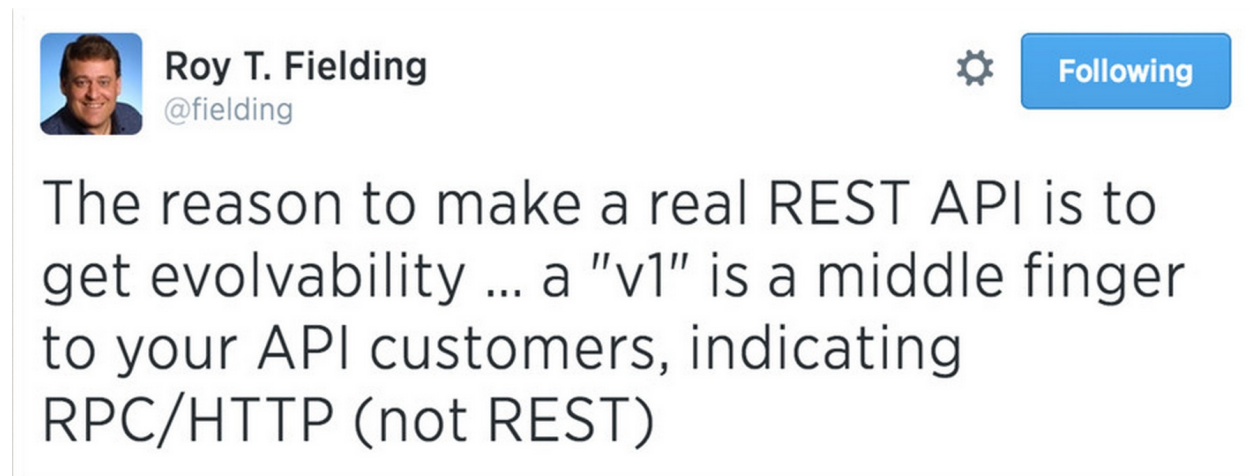 Roy T. Fielding
@fielding
Following
The reason to make a real REST API is to
get evolvability ... a "v1" is a middle finger
to your API customers, indicating
RPC/HTTP (not REST)